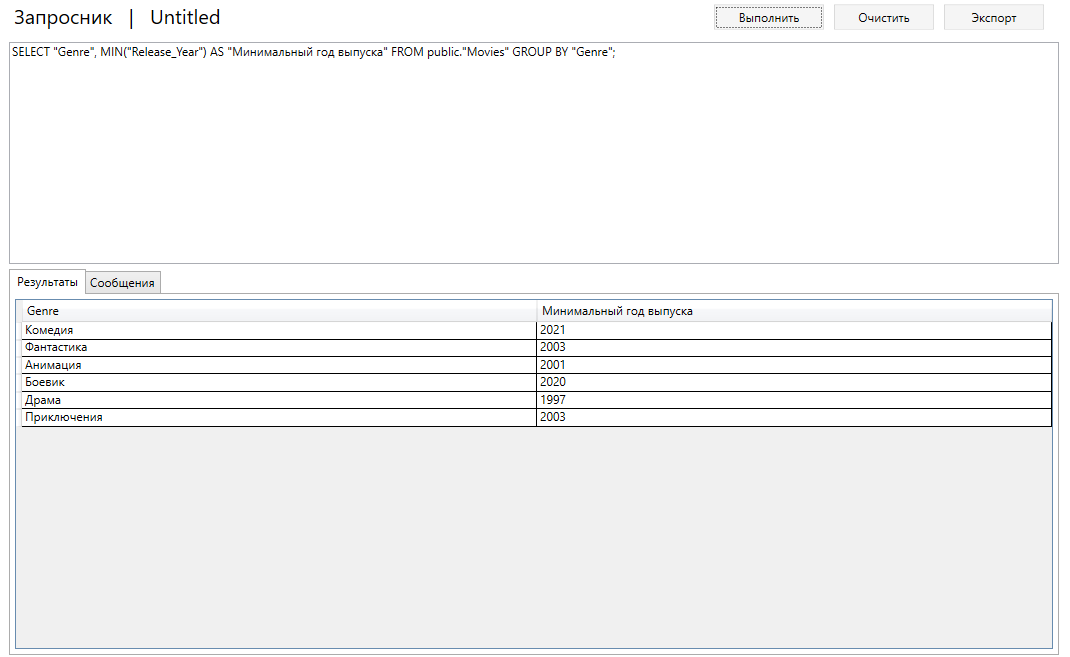 Запросник | Untitled Выполнить Очистить Экспорт
SELECT "Genre", MIN("Release_Year") AS "Минимальный год выпуска" FROM public."Movies" GROUP BY "Genre";
Результаты Сообщения
Genre Минимальный год выпуска
Комедия 2021
Фантастика 2003
Анимация 2001
Боевик 2020
Драма 1997
Приключения 2003